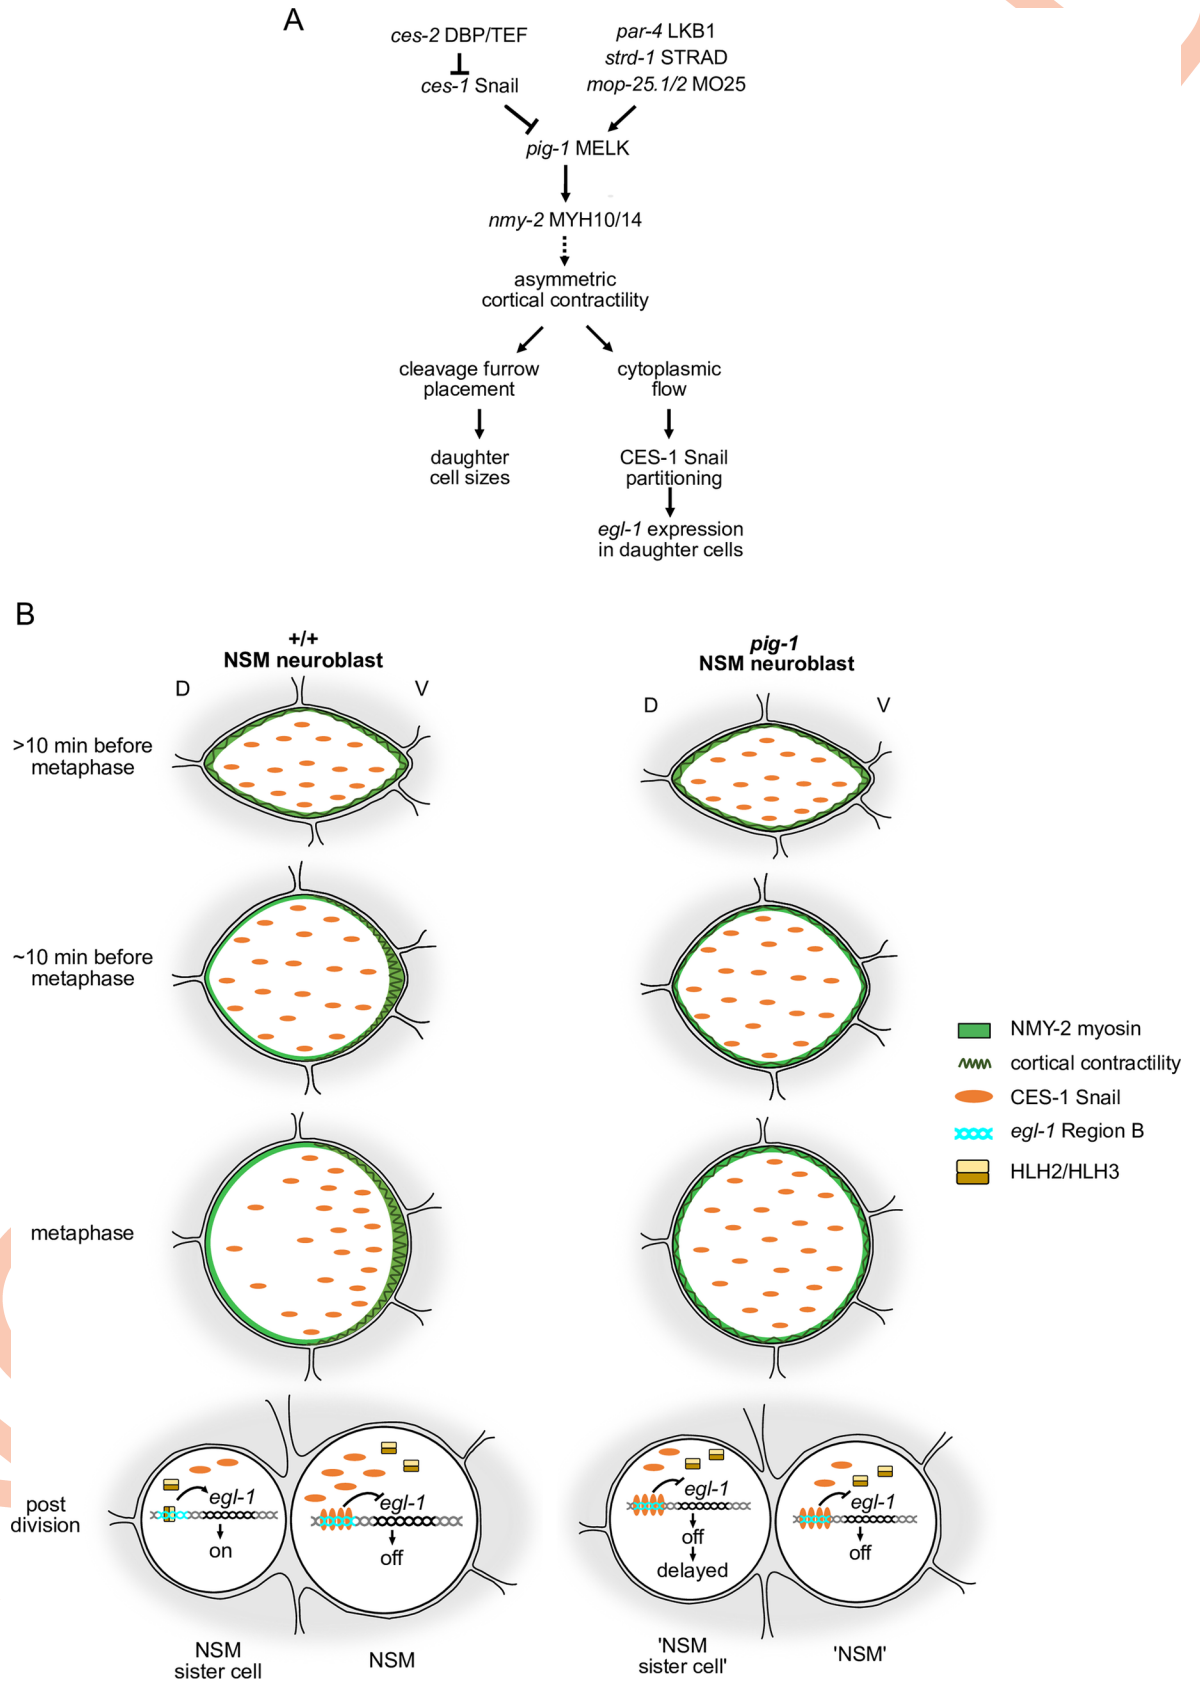 A
ces-2 DBP/TEF
ces-1 Snail
par-4 LKB1
strd-1 STRAD
mop-25.1/2 MO25
pig-1 MELK
nmy-2 MYH10/14
asymmetric
cortical contractility
cleavage furrow
placement
cytoplasmic
flow
daughter
cell sizes
CES-1 Snail
partitioning
egl-1 expression
in daughter cells
B
+/+
NSM neuroblast
pig-1
NSM neuroblast
D
V
D
V
>10 min before
metaphase
~10 min before
metaphase
NMY-2 myosin
cortical contractility
CES-1 Snail
egl-1 Region B
HLH2/HLH3
metaphase
post
division
egl-1
on
egl-1
off
egl-1
off
delayed
egl-1
off
NSM
sister cell
NSM
'NSM
sister cell'
'NSM'